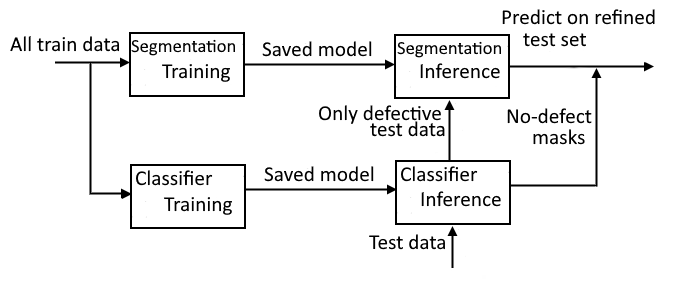 Predict on refined
test set
All train data
Segmentation
Training
Saved model
Segmentation
Inference
Only defective
test data
No-defect
masks
Classifier
Training
Saved model
Classifier
Inference
Test data